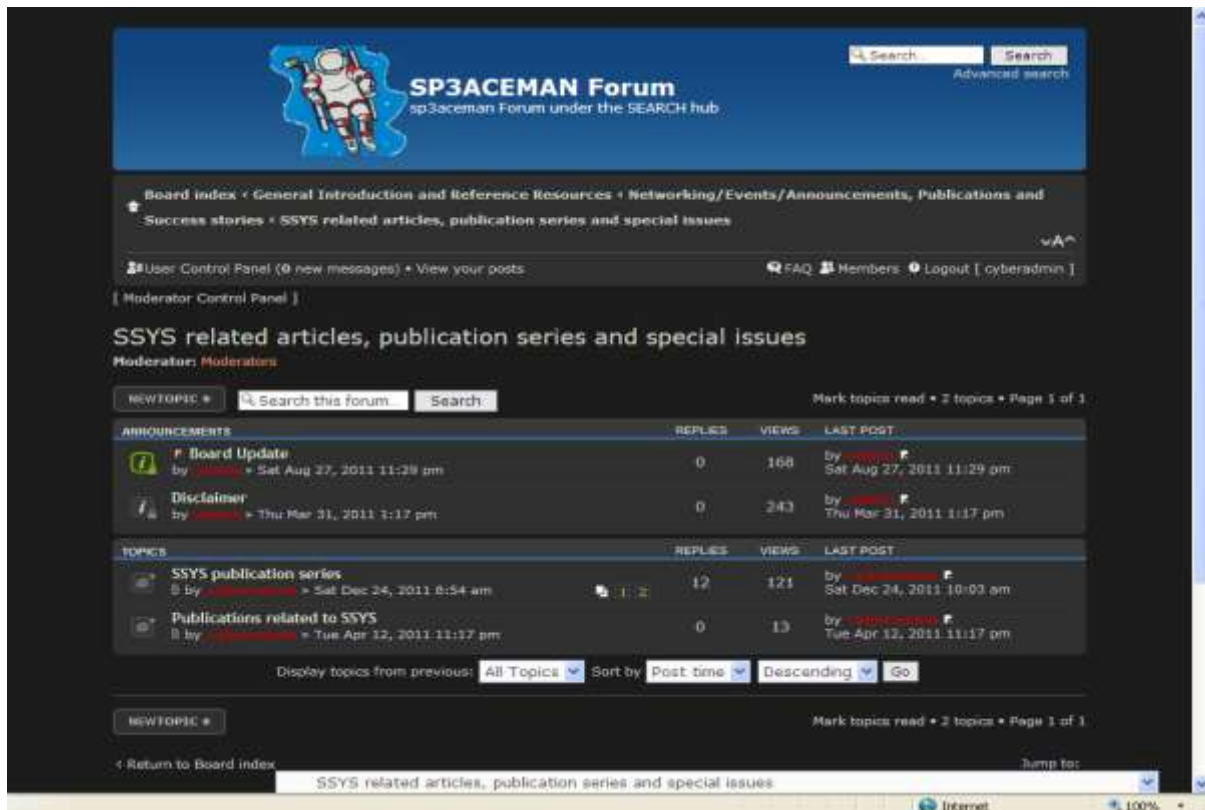 Search
Search
Advanced search
SP3ACEMAN Forum
sp3aceman Forum under the SEARCH hub
Board index ‹ General Introduction and Reference Resources ‹ Networking/Events/Announcements, Publications and
Success stories ‹ SSYS related articles, publication series and special issues
A
User Control Panel (0 new messages) • View your posts
FAQ Members Logout [ cyberadmin ]
[ Moderator Control Panel ]
SSYS related articles, publication series and special issues
Moderator: Moderators
NEWTOPIC *
Search this forum...
Search
Mark topics read • 2 topics • Page 1 of 1
ANNOUNCEMENTS REPLIES VIEWS LAST POST
Board Update 0 168 by
by » Sat Aug 27, 2011 11:29 pm Sat Aug 27, 2011 11:29 pm
Disclaimer 0 243 by
by » Thu Mar 31, 2011 1:17 pm Thu Mar 31, 2011 1:17 pm
TOPICS REPLIES VIEWS LAST POST
SSYS publication series 12 121 by
by » Sat Dec 24, 2011 8:54 am 1 2 Sat Dec 24, 2011 10:03 am
Publications related to SSYS 0 13 by
by » Tue Apr 12, 2011 11:17 pm Tue Apr 12, 2011 11:17 pm
Display topics from previous: All Topics Sort by Post time Descending Go
NEWTOPIC *
Mark topics read • 2 topics • Page 1 of 1
‹ Return to Board index
Jump to:
SSYS related articles, publication series and special issues
Internet 100%